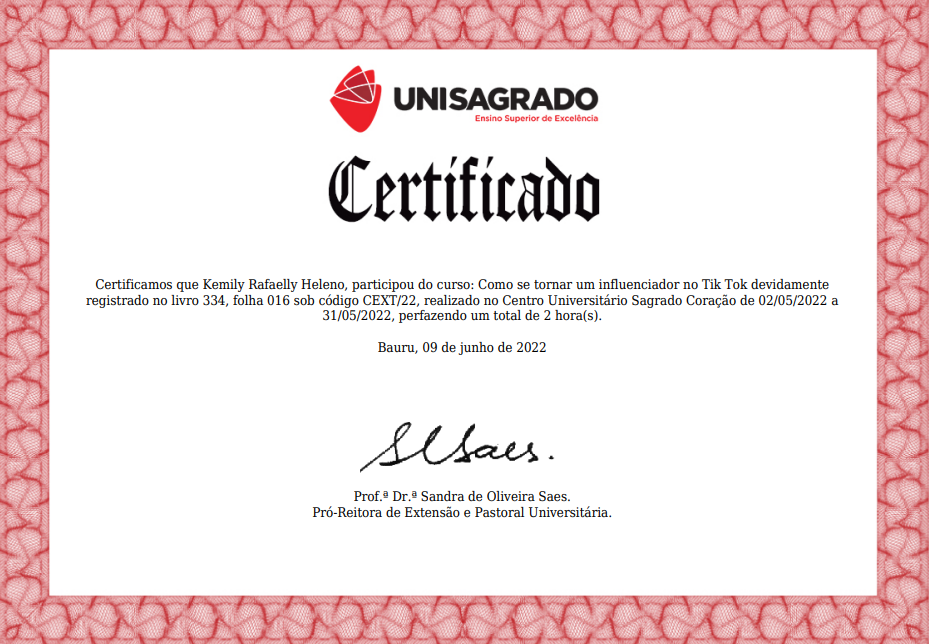 UNISAGRADO
Ensino Superior de Excelência
Certificado
Certificamos que Kemily Rafaelly Heleno, participou do curso: Como se tornar um influenciador no Tik Tok devidamente
registrado no livro 334, folha 016 sob código CEXT/22, realizado no Centro Universitário Sagrado Coração de 02/05/2022 a
31/05/2022, perfazendo um total de 2 hora(s).
Bauru, 09 de junho de 2022
SlSaes.
Prof.ª Dr.ª Sandra de Oliveira Saes.
Pró-Reitora de Extensão e Pastoral Universitária.